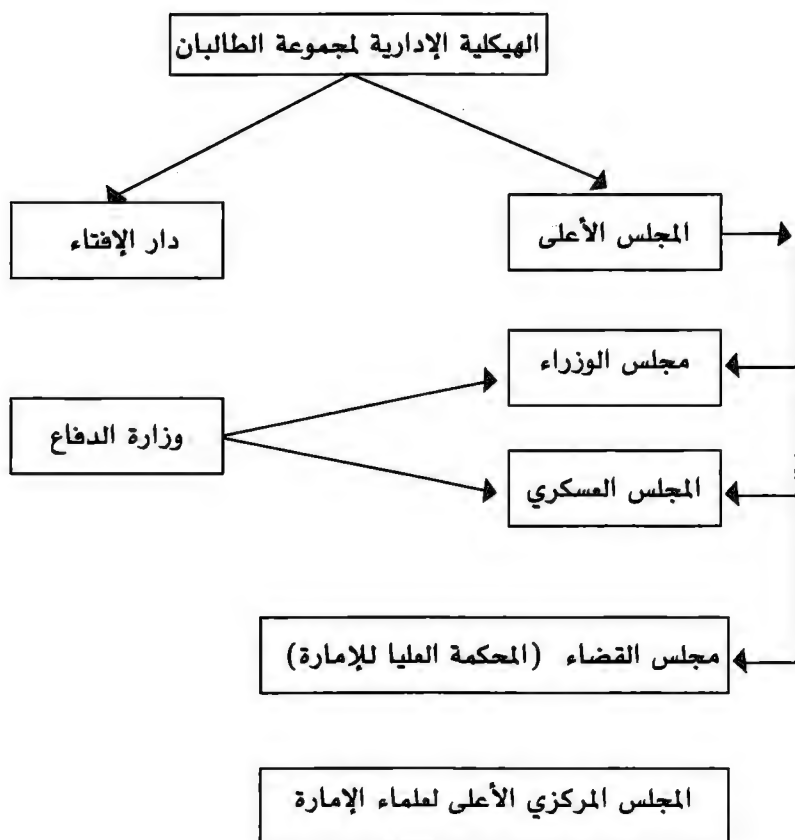 الهيكلية الإدارية لمجموعة الطالبان
المجلس الأعلى
دار الإفتاء
مجلس الوزراء
وزارة الدفاع
المجلس العسكري
مجلس القضاء (المحكمة العليا للإمارة)
المجلس المركزي الأعلى لعلماء الإمارة